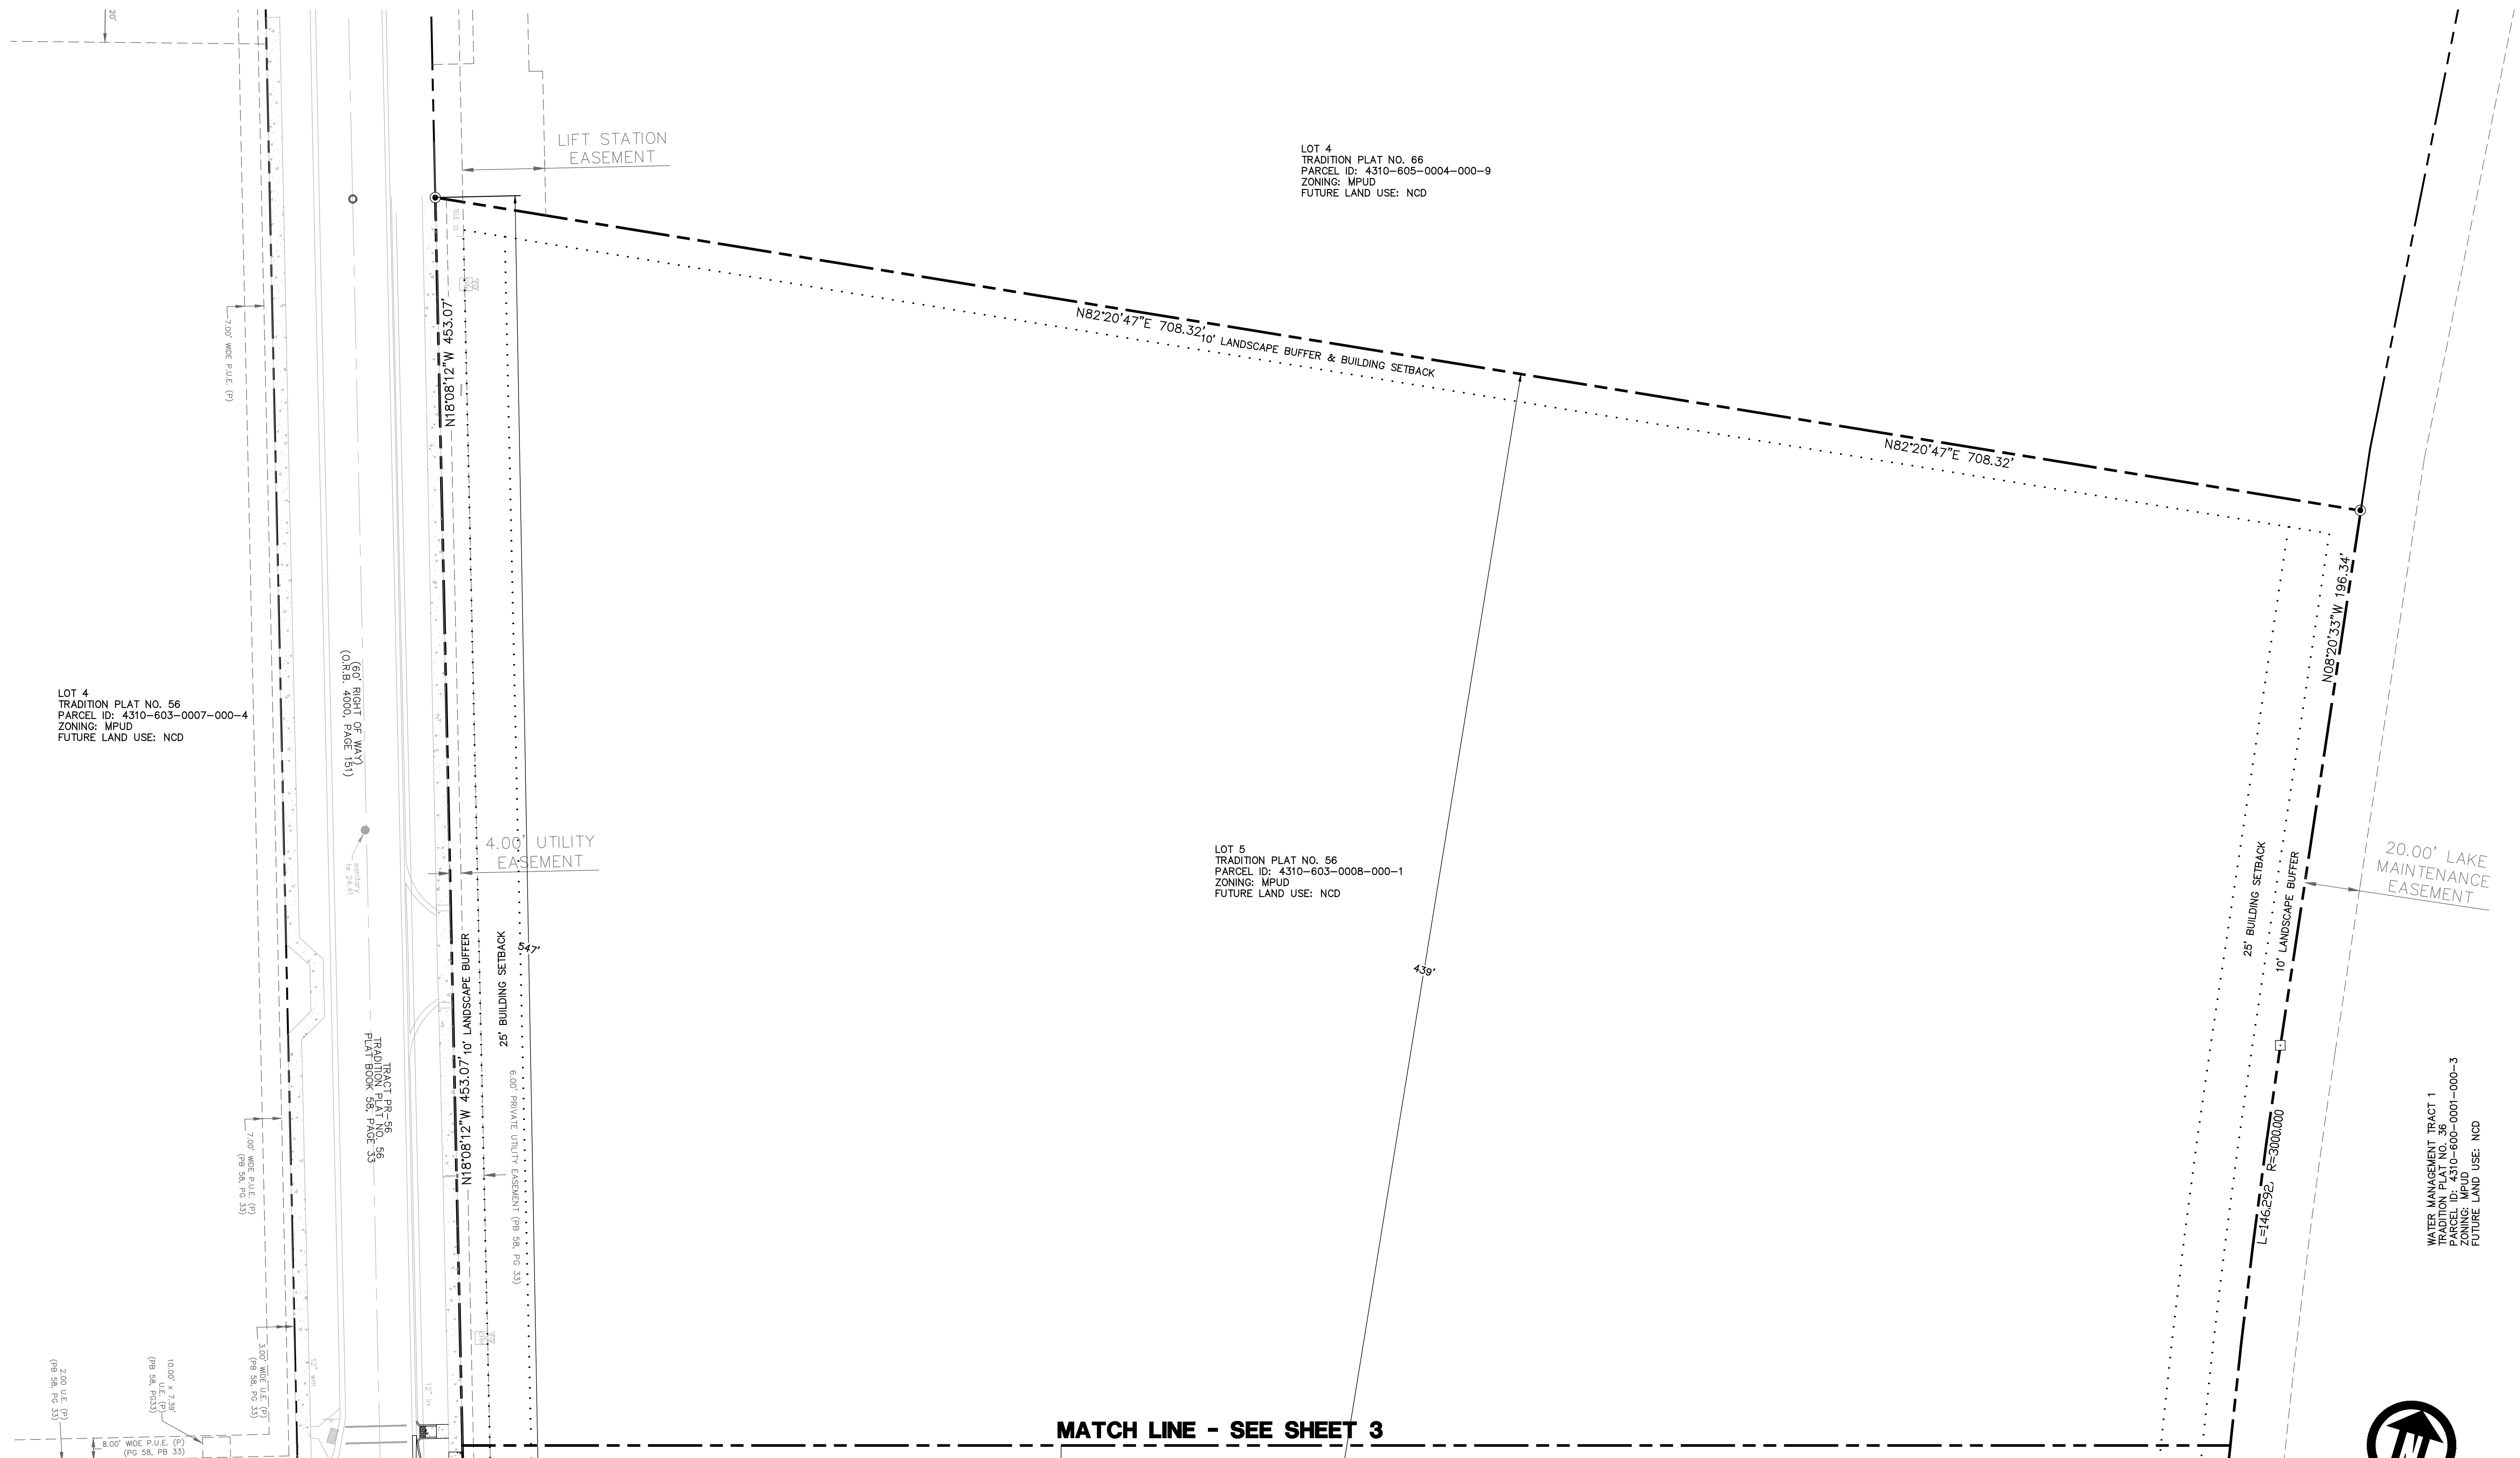 20'
LIFT STATION
EASEMENT
LOT 4
TRADITION PLAT NO. 66
PARCEL ID: 4310-605-0004-000-9
ZONING: MPUD
FUTURE LAND USE: NCD
TELE
N18°08'12"W 453.07'
7.00' WIDE P.U.E. (P)
N82°20'47"E 708.32'
10' LANDSCAPE BUFFER & BUILDING SETBACK
N82°20'47"E 708.32'
N08°20'33"W 196.34'
LOT 4
TRADITION PLAT NO. 56
PARCEL ID: 4310-603-0007-000-4
ZONING: MPUD
FUTURE LAND USE: NCD
(60' RIGHT OF WAY)
(O.R.B. 4000, PAGE 151)
sanitary
te 24.41
4.00' UTILITY
EASEMENT
LOT 5
TRADITION PLAT NO. 56
PARCEL ID: 4310-603-0008-000-1
ZONING: MPUD
FUTURE LAND USE: NCD
25' BUILDING SETBACK
10' LANDSCAPE BUFFER
20.00' LAKE
MAINTENANCE
EASEMENT
10' LANDSCAPE BUFFER
25' BUILDING SETBACK
547'
439'
N18°08'12"W 453.07'
6.00' PRIVATE UTILITY EASEMENT (PB 58, PG 33)
TRACT PR-56
TRADITION PLAT NO. 56
PLAT BOOK 58, PAGE 33
7.00' WIDE P.U.E. (P)
(PB 58, PG 33)
L=146.292, R=3000.000
WATER MANAGEMENT TRACT 1
TRADITION PLAT NO. 36
PARCEL ID: 4310-600-0001-000-3
ZONING: MPUD
FUTURE LAND USE: NCD
2.00 U.E. (P)
(PB 58, PG 33)
10.00' x 7.39'
U.E. (P)
(PB 58, PG33)
3.00' WIDE U.E. (P)
(PB 58, PG 33)
12" wm
12" irr
8.00' WIDE P.U.E. (P)
(PG 58, PB 33)
MATCH LINE - SEE SHEET 3